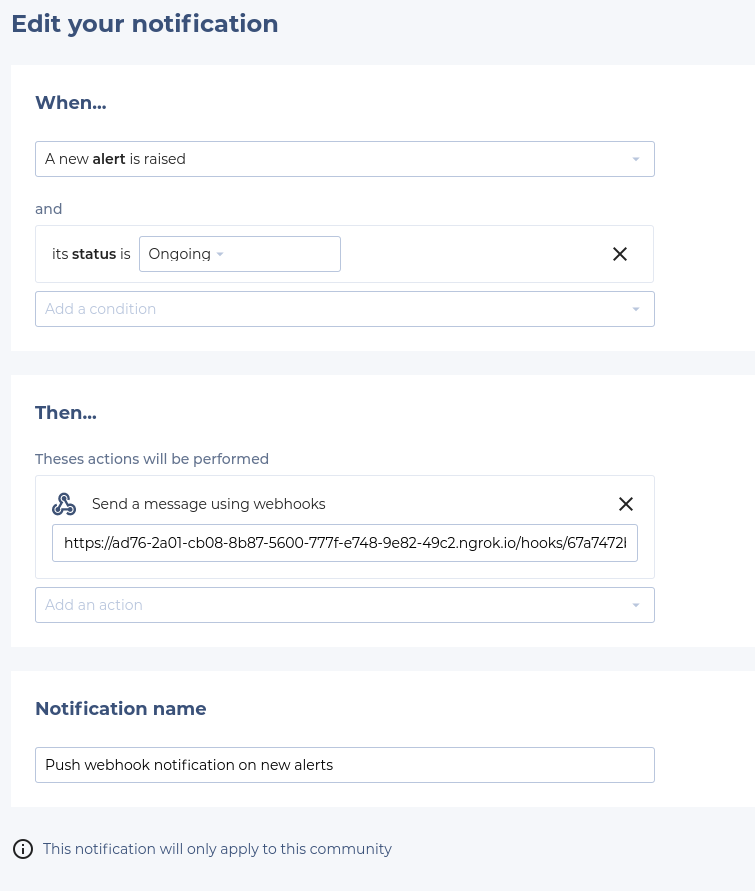 Edit your notification
When...
A new alert is raised
and
its status is Ongoing
Add a condition
Then...
Theses actions will be performed
Send a message using webhooks
https://ad76-2a01-cb08-8b87-5600-777f-e748-9e82-49c2.ngrok.io/hooks/67a7472
Add an action
Notification name
Push webhook notification on new alerts
This notification will only apply to this community